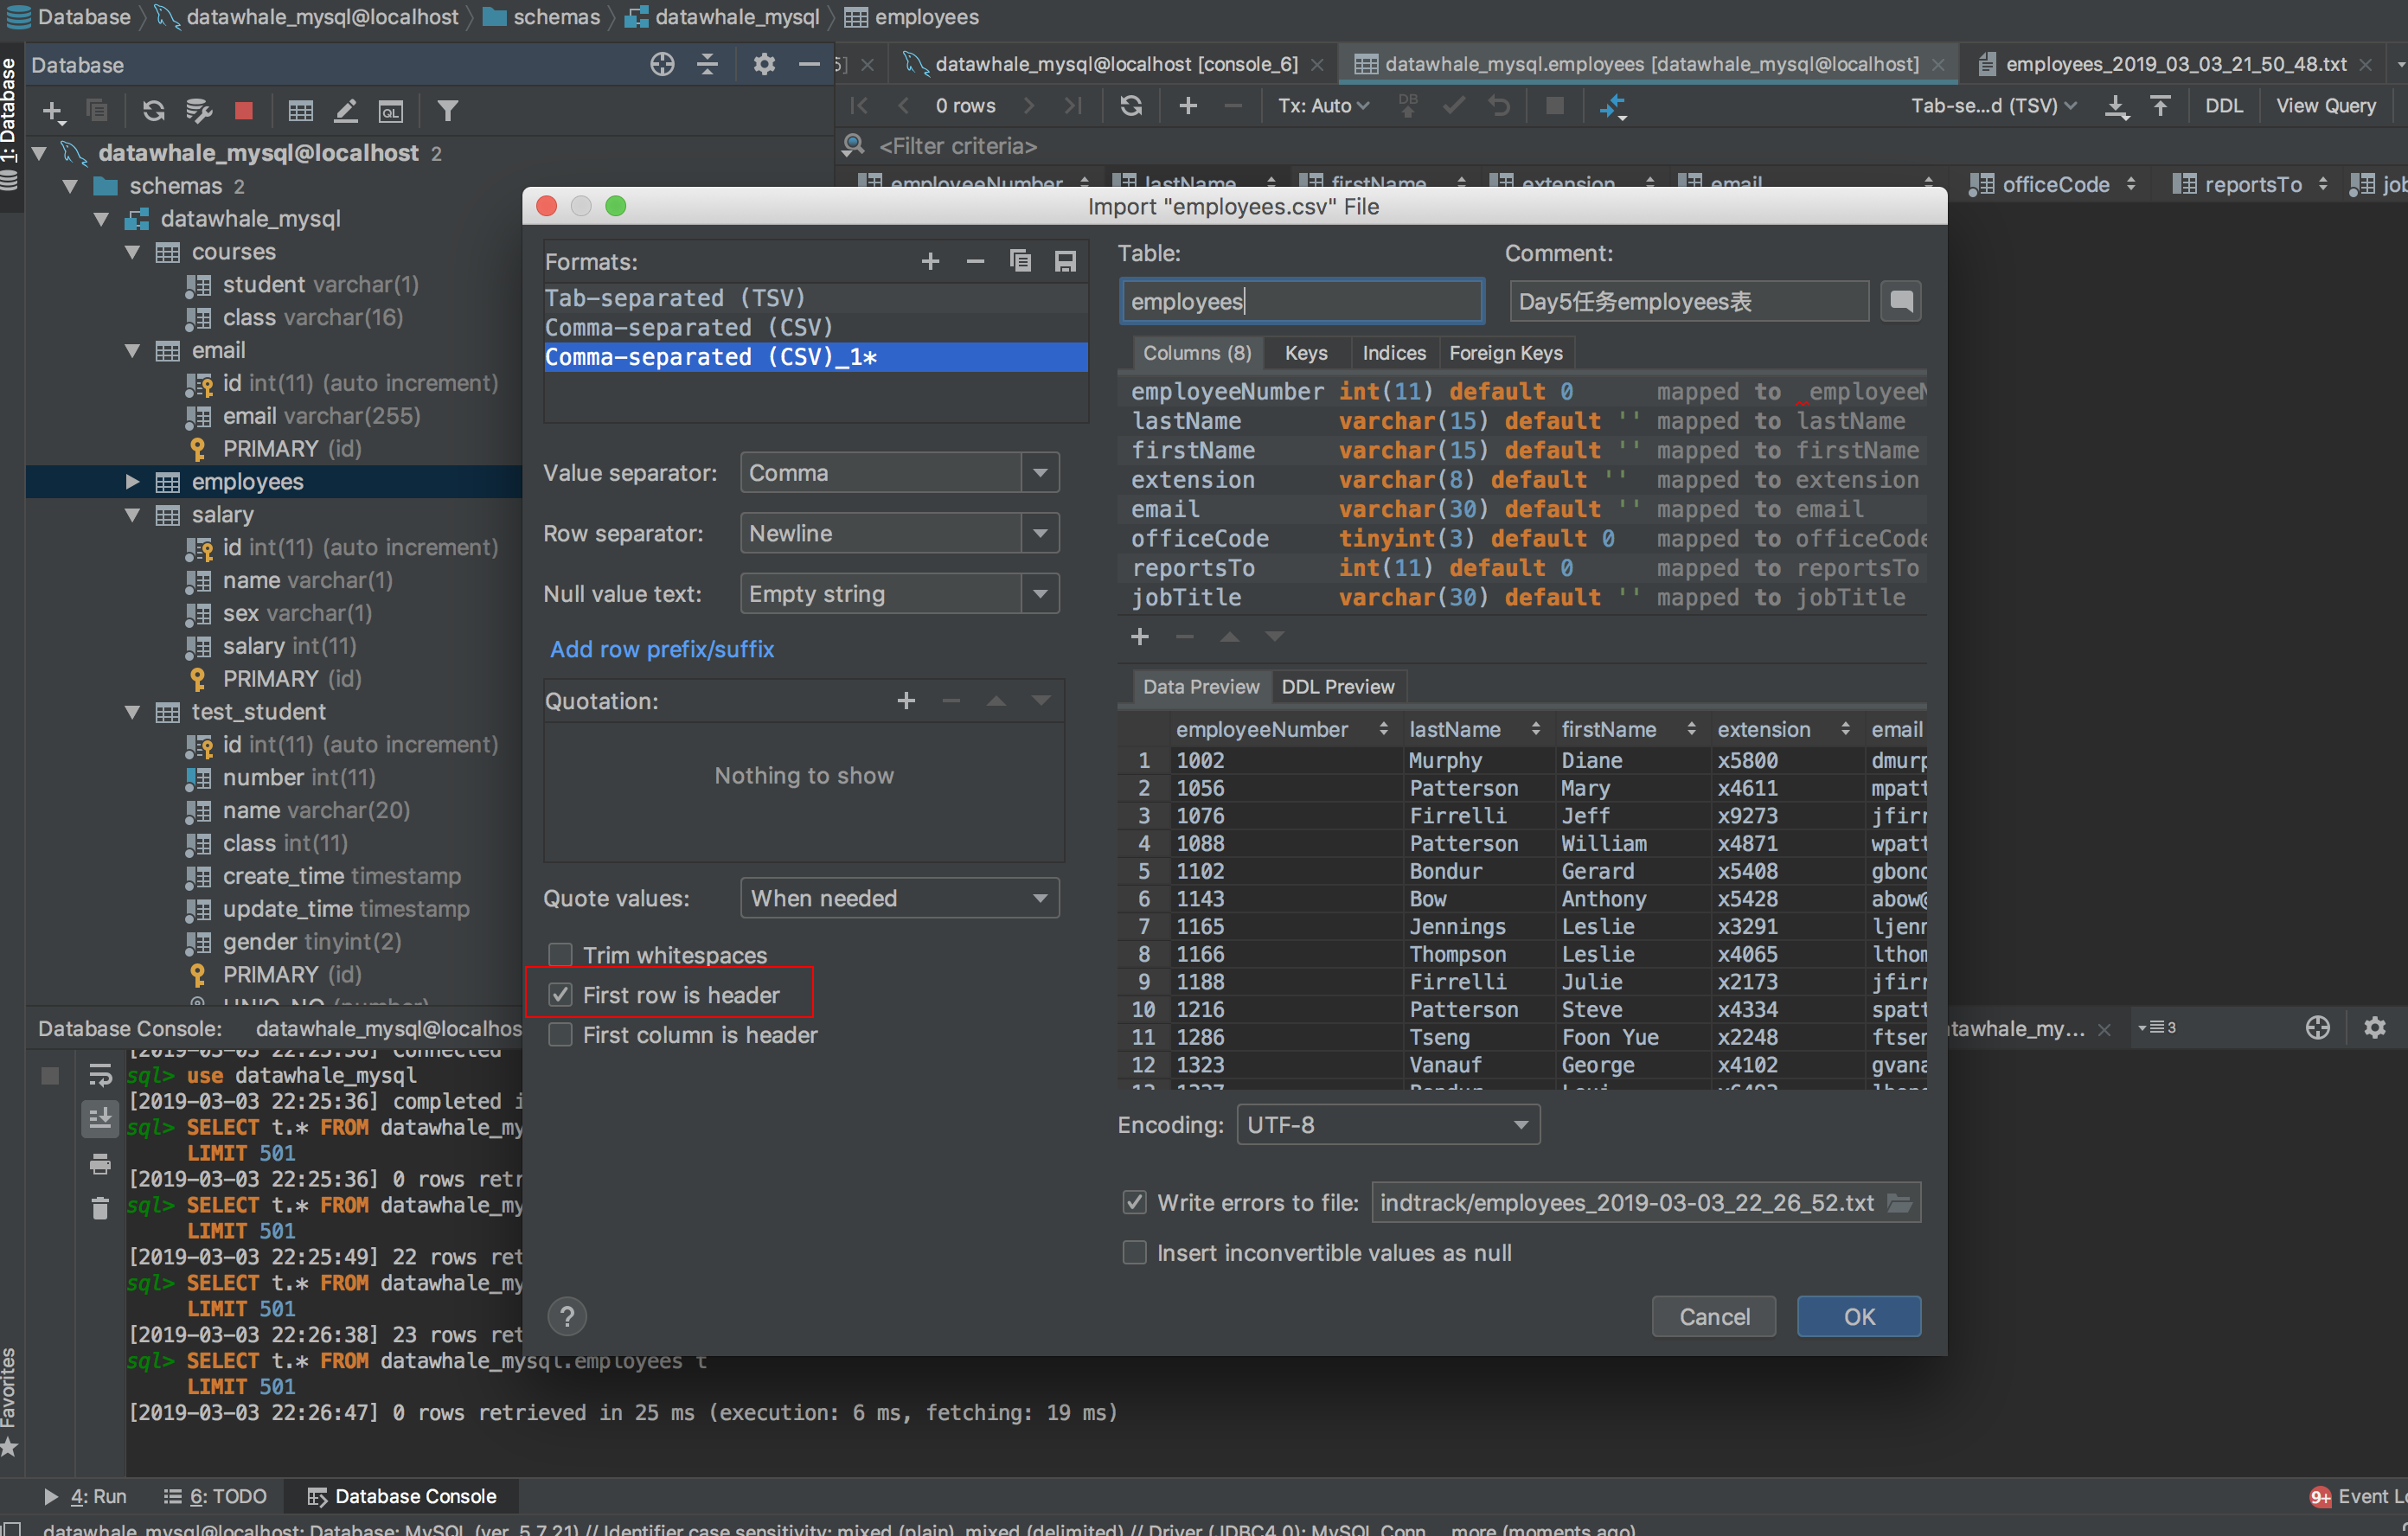 Database
datawhale_mysql@localhost
schemas
datawhale_mysql
employees
1: Database
Database
datawhale_mysql@localhost [console_6]
datawhale_mysql.employees [datawhale_mysql@localhost]
employees_2019_03_03_21_50_48.txt
0 rows
Tx: Auto
DB
Tab-se...d (TSV)
DDL
View Query
<Filter criteria>
employeeNumber
lastName
firstName
extension
email
officeCode
reportsTo
QL
datawhale_mysql@localhost 2
schemas 2
datawhale_mysql
courses
student varchar(1)
class varchar(16)
email
id int(11) (auto increment)
email varchar(255)
PRIMARY (id)
employees
salary
id int(11) (auto increment)
name varchar(1)
sex varchar(1)
salary int(11)
PRIMARY (id)
test_student
id int(11) (auto increment)
number int(11)
name varchar(20)
class int(11)
create_time timestamp
update_time timestamp
gender tinyint(2)
PRIMARY (id)
Import "employees.csv" File
Formats:
Tab-separated (TSV)
Comma-separated (CSV)
Comma-separated (CSV)_1*
Value separator: Comma
Row separator: Newline
Null value text: Empty string
Add row prefix/suffix
Quotation:
Nothing to show
Quote values: When needed
Trim whitespaces
First row is header
First column is header
Table:
employees
Comment:
Day5任务employees表
Columns (8)
Keys
Indices
Foreign Keys
employeeNumber int(11) default 0 mapped to _employeeN
lastName varchar(15) default '' mapped to lastName
firstName varchar(15) default '' mapped to firstName
extension varchar(8) default '' mapped to extension
email varchar(30) default '' mapped to email
officeCode tinyint(3) default 0 mapped to officeCode
reportsTo int(11) default 0 mapped to reportsTo
jobTitle varchar(30) default '' mapped to jobTitle
Data Preview
DDL Preview
employeeNumber lastName firstName extension email
1 1002 Murphy Diane x5800 dmurp
2 1056 Patterson Mary x4611 mpatt
3 1076 Firrelli Jeff x9273 jfirr
4 1088 Patterson William x4871 wpatt
5 1102 Bondur Gerard x5408 gbond
6 1143 Bow Anthony x5428 abow@
7 1165 Jennings Leslie x3291 ljenn
8 1166 Thompson Leslie x4065 lthom
9 1188 Firrelli Julie x2173 jfirr
10 1216 Patterson Steve x4334 spatt
11 1286 Tseng Foon Yue x2248 ftsen
12 1323 Vanauf George x4102 gvana
Encoding: UTF-8
Write errors to file: indtrack/employees_2019-03-03_22_26_52.txt
Insert inconvertible values as null
?
Cancel
OK
Database Console:
datawhale_mysql@localhos
atawhale_my...
3
[2019-03-03 22:25:36] Connected
sql> use datawhale_mysql
[2019-03-03 22:25:36] completed i
sql> SELECT t.* FROM datawhale_my
LIMIT 501
[2019-03-03 22:25:36] 0 rows retr
sql> SELECT t.* FROM datawhale_my
LIMIT 501
[2019-03-03 22:25:49] 22 rows ret
sql> SELECT t.* FROM datawhale_my
LIMIT 501
[2019-03-03 22:26:38] 23 rows ret
sql> SELECT t.* FROM datawhale_mysql.employees t
LIMIT 501
[2019-03-03 22:26:47] 0 rows retrieved in 25 ms (execution: 6 ms, fetching: 19 ms)
Favorites
4: Run
6: TODO
Database Console
9+ Event Lo
datawhale_mysql@localhost: Database: MySQL (ver. 5.7.21) // Identifier case sensitivity: mixed (plain), mixed (delimited) // Driver (JDBC4.0): MySQL Conn... more (moments ago)